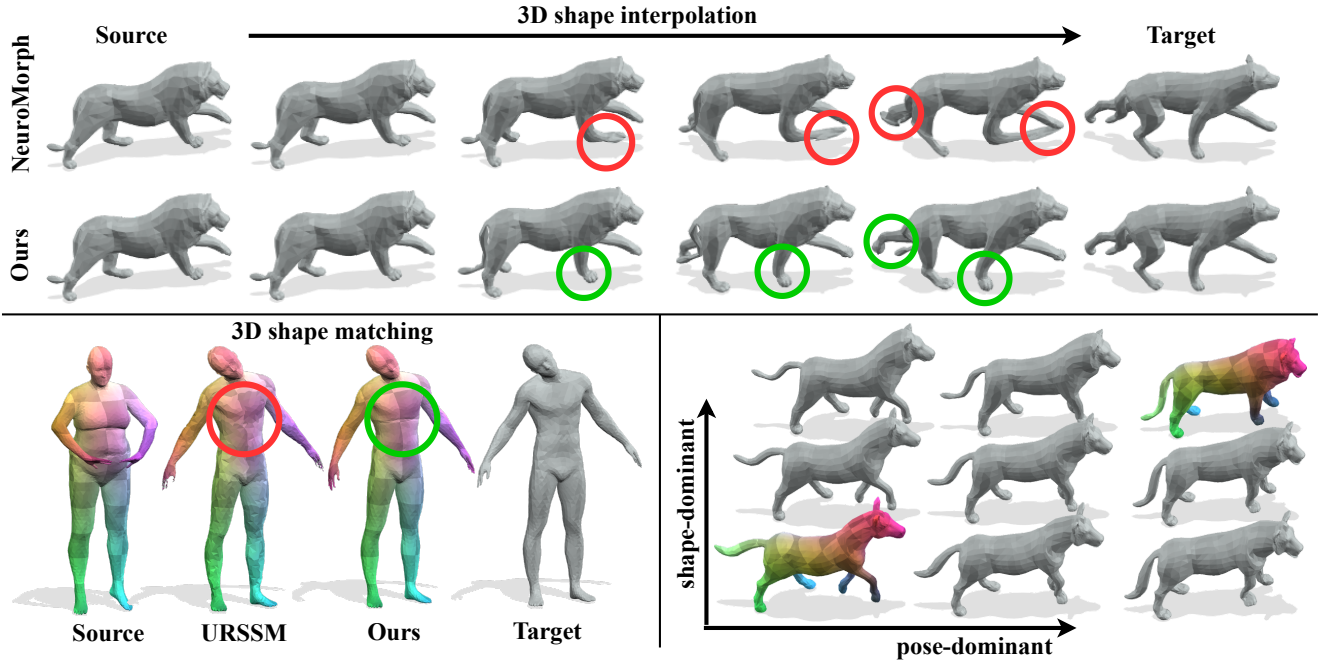 3D shape interpolation
Source
Target
NeuroMorph
Ours
3D shape matching
Source
URSSM
Ours
Target
shape-dominant
pose-dominant